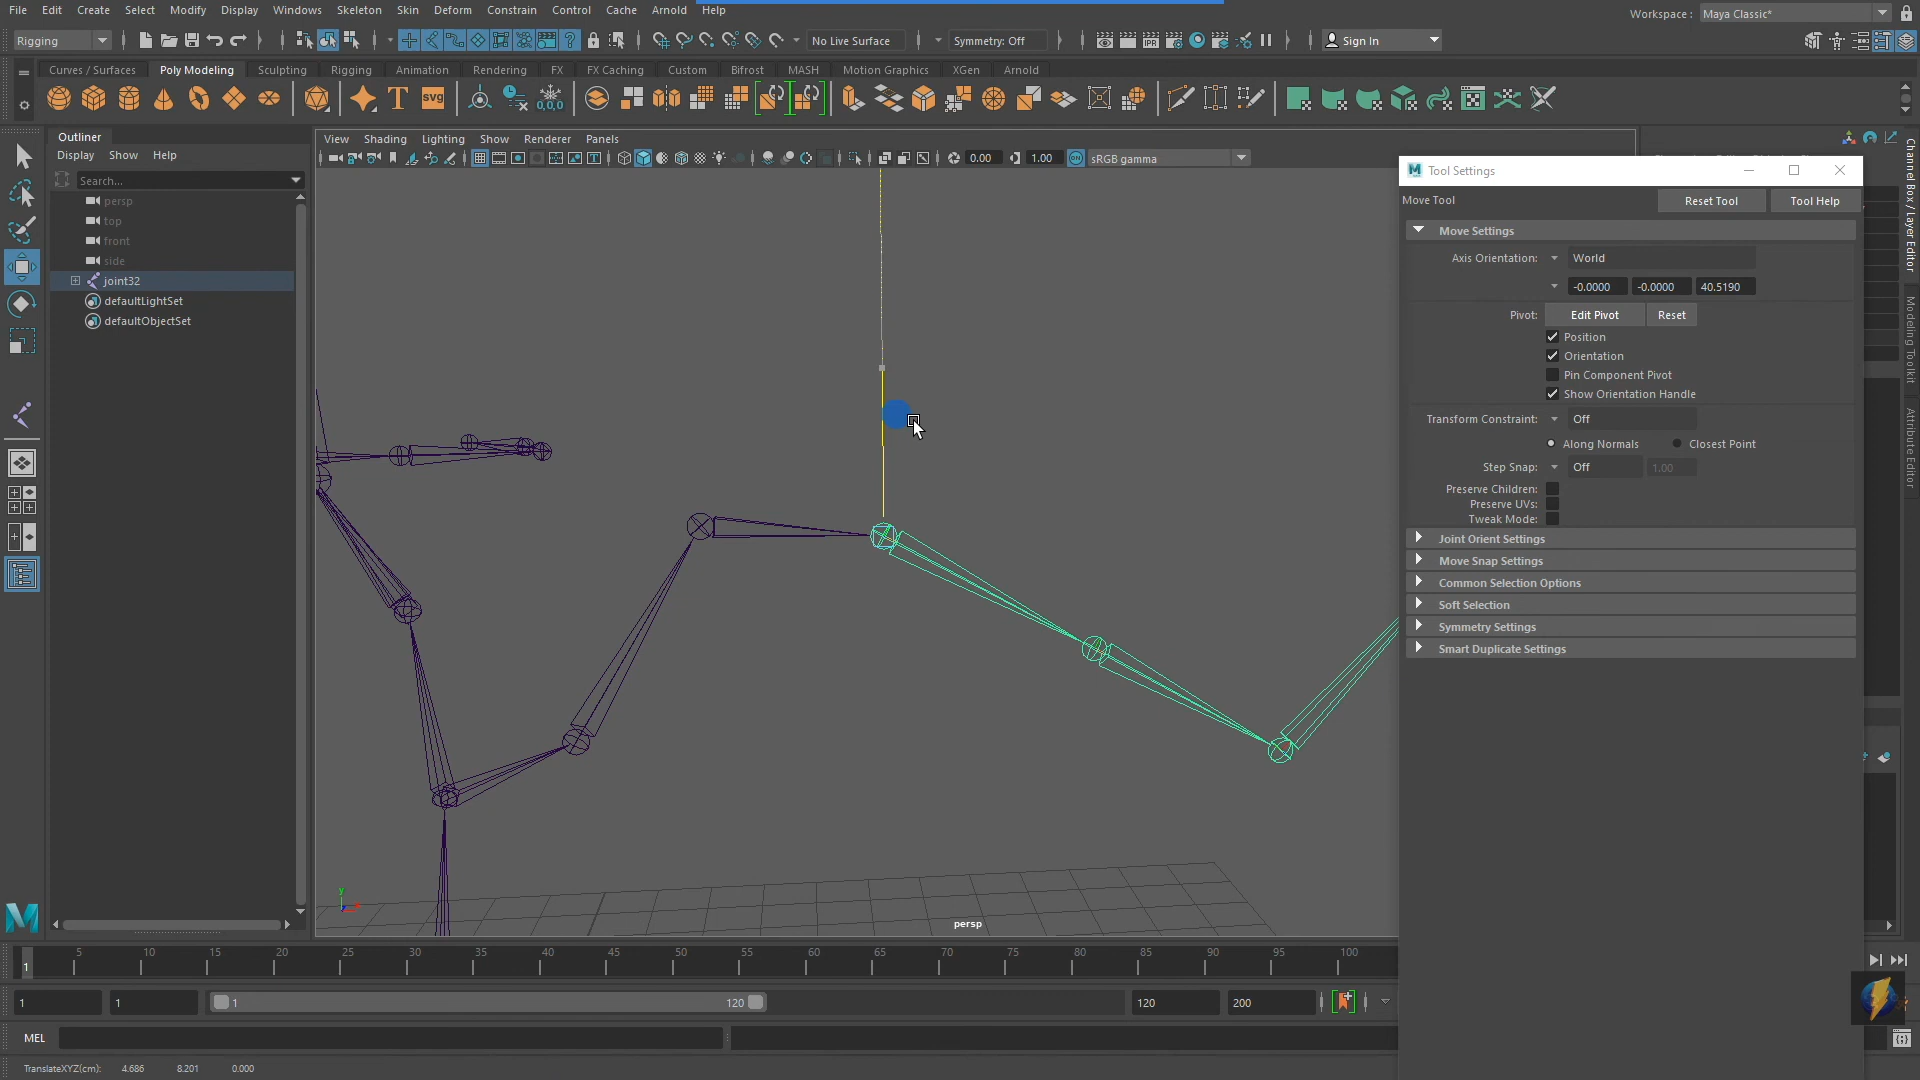 File Edit Create Select Modify Display Windows Skeleton Skin Deform Constrain Control Cache Arnold Help
Workspace : Maya Classic*
Rigging No Live Surface Symmetry: Off IPR Sign In
Curves / Surfaces Poly Modeling Sculpting Rigging Animation Rendering FX FX Caching Custom Bifrost MASH Motion Graphics XGen Arnold
T svg 0,0,0
Outliner
Display Show Help
Search...
persp
top
front
side
joint32
defaultLightSet
defaultObjectSet
View Shading Lighting Show Renderer Panels
0.00 1.00 ON sRGB gamma
y
persp
M Tool Settings
Move Tool Reset Tool Tool Help
Move Settings
Axis Orientation: World
-0.0000 -0.0000 40.5190
Pivot: Edit Pivot Reset
Position
Orientation
Pin Component Pivot
Show Orientation Handle
Transform Constraint: Off
Along Normals Closest Point
Step Snap: Off 1.00
Preserve Children:
Preserve UVs:
Tweak Mode:
Joint Orient Settings
Move Snap Settings
Common Selection Options
Soft Selection
Symmetry Settings
Smart Duplicate Settings
Channel Box / Layer Editor
Modeling Toolkit
Attribute Editor
1 5 10 15 20 25 30 35 40 45 50 55 60 65 70 75 80 85 90 95 100
1 1 1 120 120 200
MEL
TranslateXYZ(cm): 4.686 8.201 0.000